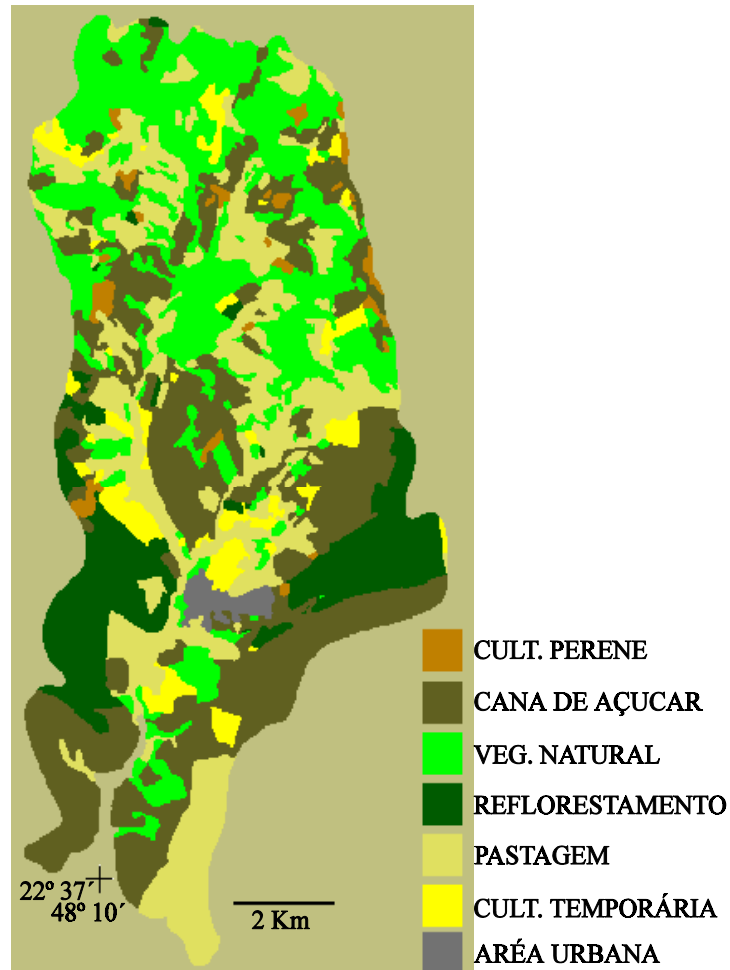 CULT. PERENE
CANA DE AÇUCAR
VEG. NATURAL
REFLORESTAMENTO
PASTAGEM
CULT. TEMPORÁRIA
ARÉA URBANA
22º 37´
48º 10´
2 Km